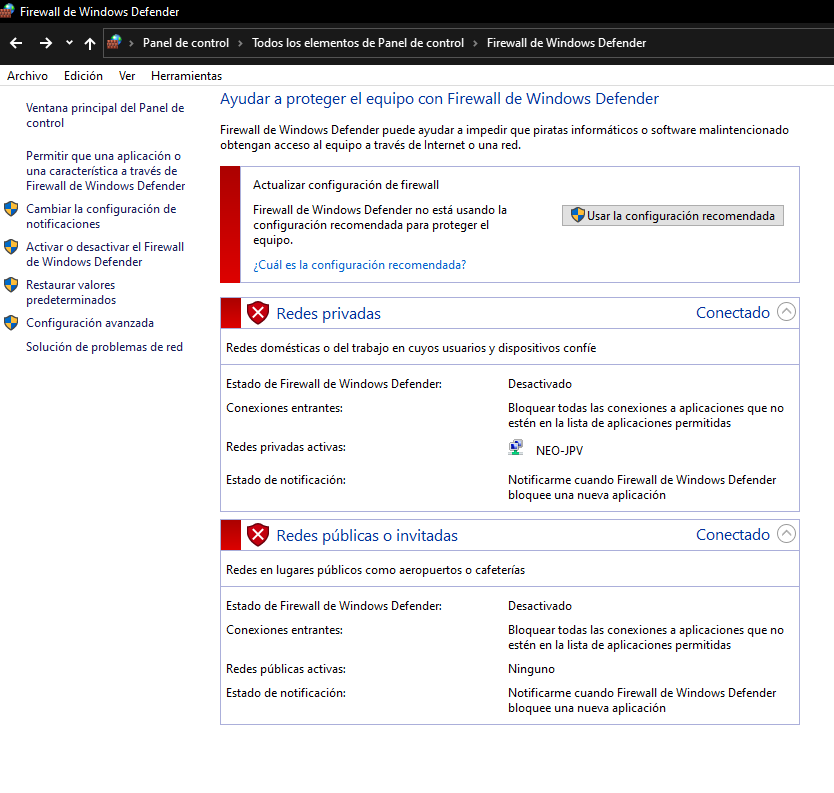 Firewall de Windows Defender
Panel de control > Todos los elementos de Panel de control > Firewall de Windows Defender
Archivo Edición Ver Herramientas
Ventana principal del Panel de
control
Permitir que una aplicación o
una característica a través de
Firewall de Windows Defender
Cambiar la configuración de
notificaciones
Activar o desactivar el Firewall
de Windows Defender
Restaurar valores
predeterminados
Configuración avanzada
Solución de problemas de red
Ayudar a proteger el equipo con Firewall de Windows Defender
Firewall de Windows Defender puede ayudar a impedir que piratas informáticos o software malintencionado
obtengan acceso al equipo a través de Internet o una red.
Actualizar configuración de firewall
Firewall de Windows Defender no está usando la
configuración recomendada para proteger el
equipo.
Usar la configuración recomendada
¿Cuál es la configuración recomendada?
Redes privadas Conectado
Redes domésticas o del trabajo en cuyos usuarios y dispositivos confíe
Estado de Firewall de Windows Defender: Desactivado
Conexiones entrantes: Bloquear todas las conexiones a aplicaciones que no
estén en la lista de aplicaciones permitidas
Redes privadas activas: NEO-JPV
Estado de notificación: Notificarme cuando Firewall de Windows Defender
bloquee una nueva aplicación
Redes públicas o invitadas Conectado
Redes en lugares públicos como aeropuertos o cafeterías
Estado de Firewall de Windows Defender: Desactivado
Conexiones entrantes: Bloquear todas las conexiones a aplicaciones que no
estén en la lista de aplicaciones permitidas
Redes públicas activas: Ninguno
Estado de notificación: Notificarme cuando Firewall de Windows Defender
bloquee una nueva aplicación